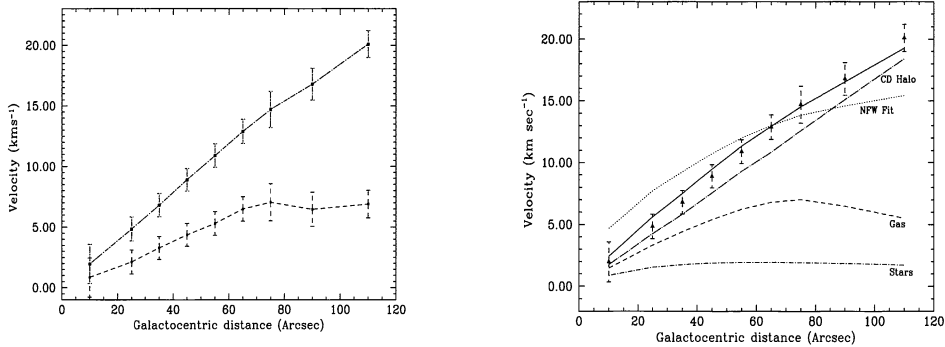 20.00
15.00
10.00
5.00
0.00
Velocity (kms⁻¹)
0 20 40 60 80 100 120
Galactocentric distance (Arcsec)
20.00
15.00
10.00
5.00
0.00
Velocity (km sec⁻¹)
CD Halo
NFW Fit
Gas
Stars
0 20 40 60 80 100 120
Galactocentric distance (Arcsec)